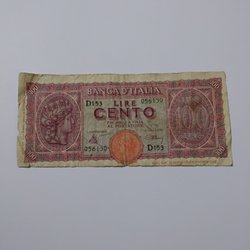 BANCA D'ITALIA
D153 056130
LIRE
CENTO
PAGABILI A VISTA
AL PORTATORE
100
056130 D153